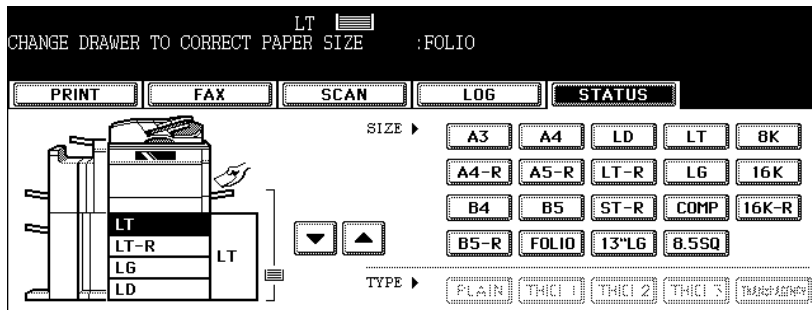 LT
CHANGE DRAWER TO CORRECT PAPER SIZE :FOLIO
PRINT FAX SCAN LOG STATUS
SIZE
A3 A4 LD LT 8K
A4-R A5-R LT-R LG 16K
B4 B5 ST-R COMP 16K-R
B5-R FOLIO 13"LG 8.5SQ
LT
LT-R
LG
LD
LT
TYPE
PLAIN THICK 1 THICK 2 THICK 3